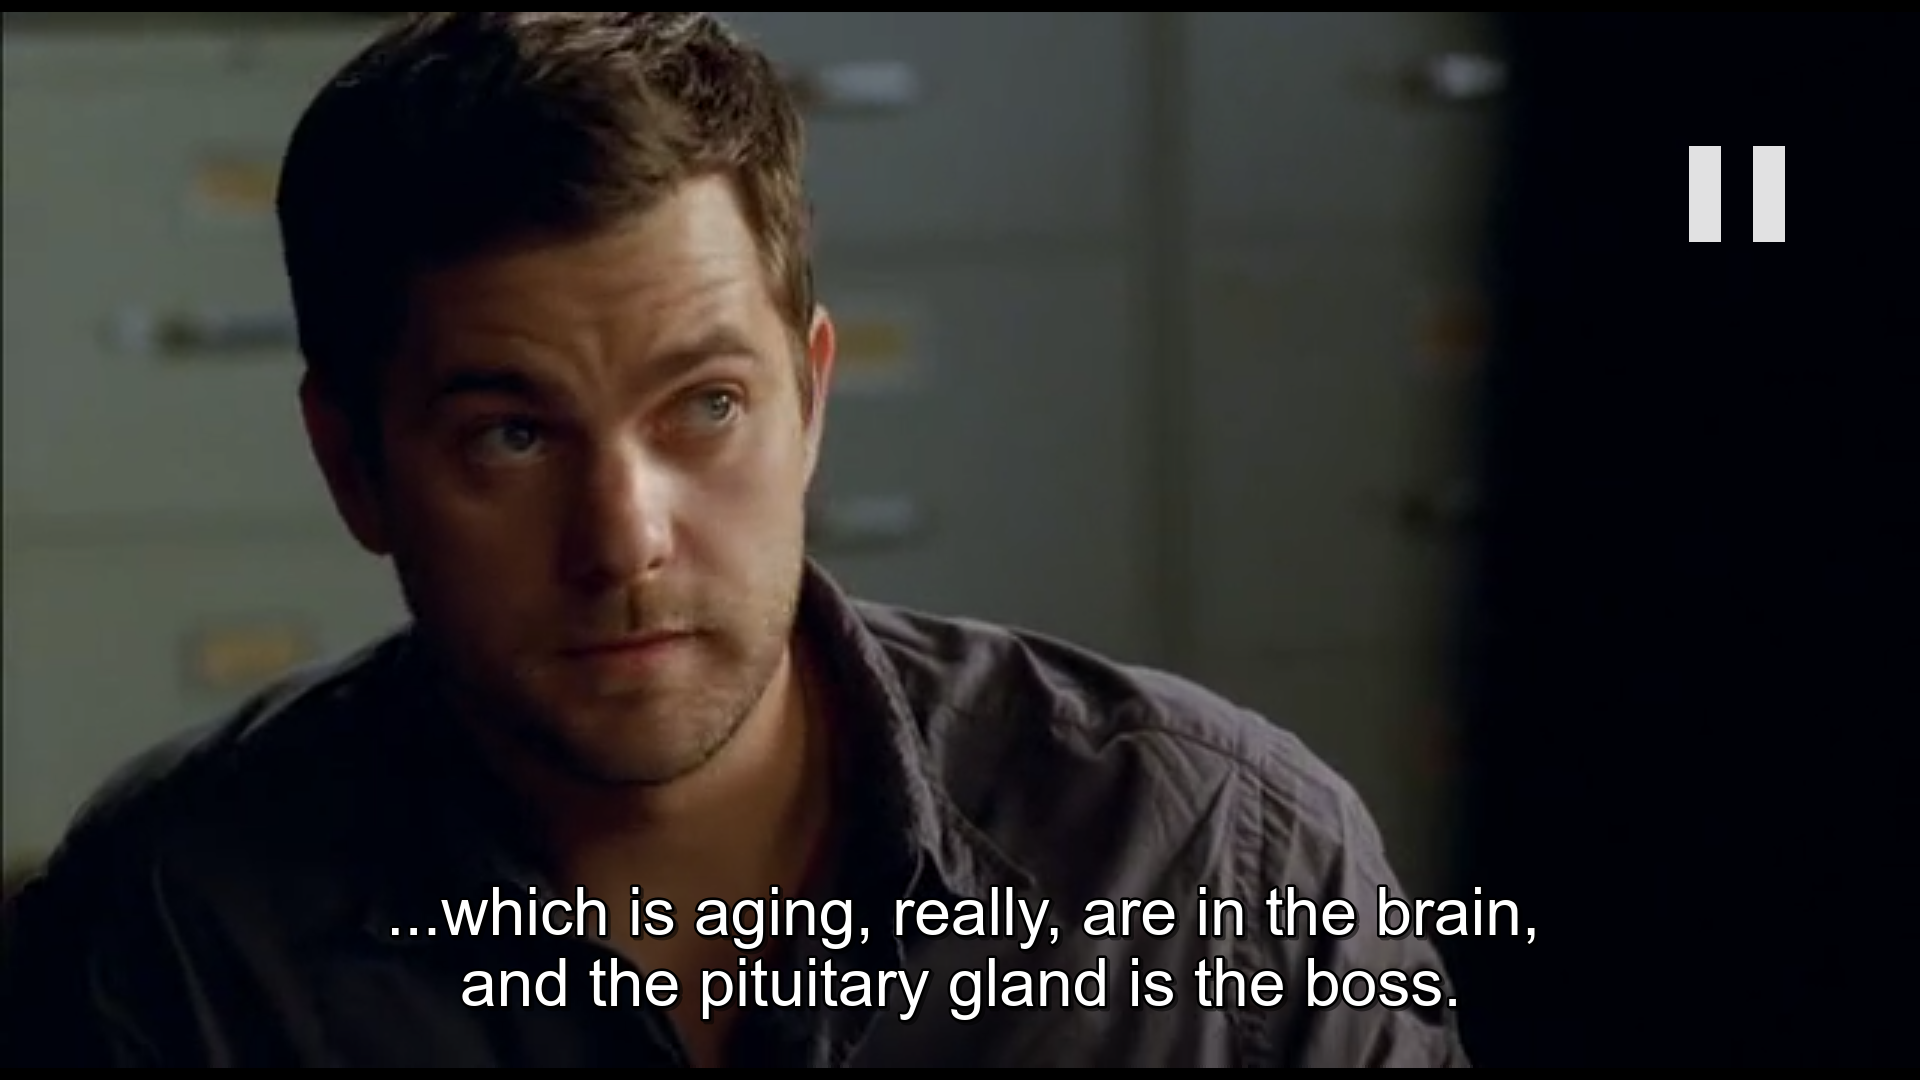 ...which is aging, really, are in the brain,
and the pituitary gland is the boss.